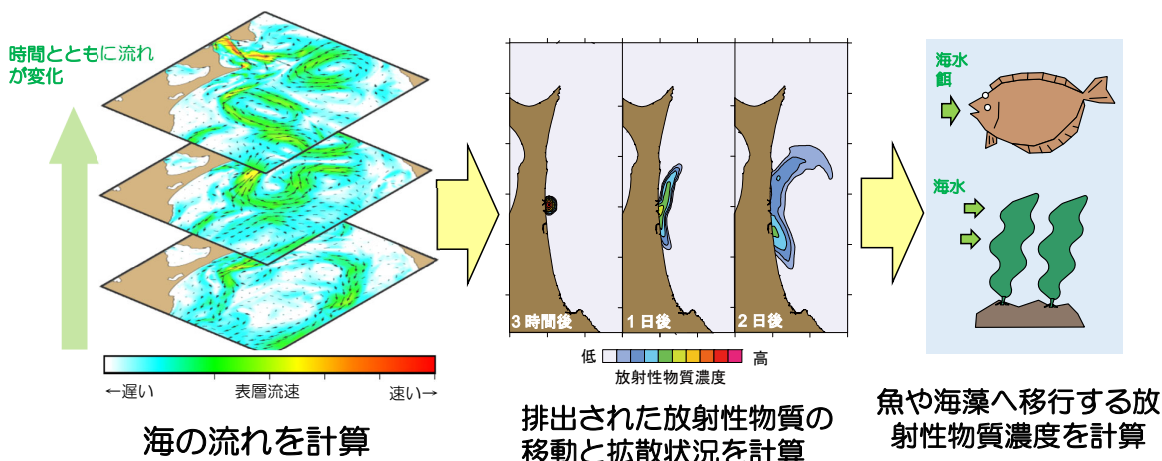 時間とともに流れ
が変化
←遅い 表層流速 速い→
海の流れを計算
3時間後 1日後 2日後
低 高
放射性物質濃度
排出された放射性物質の
移動と拡散状況を計算
海水
餌
海水
魚や海藻へ移行する放
射性物質濃度を計算